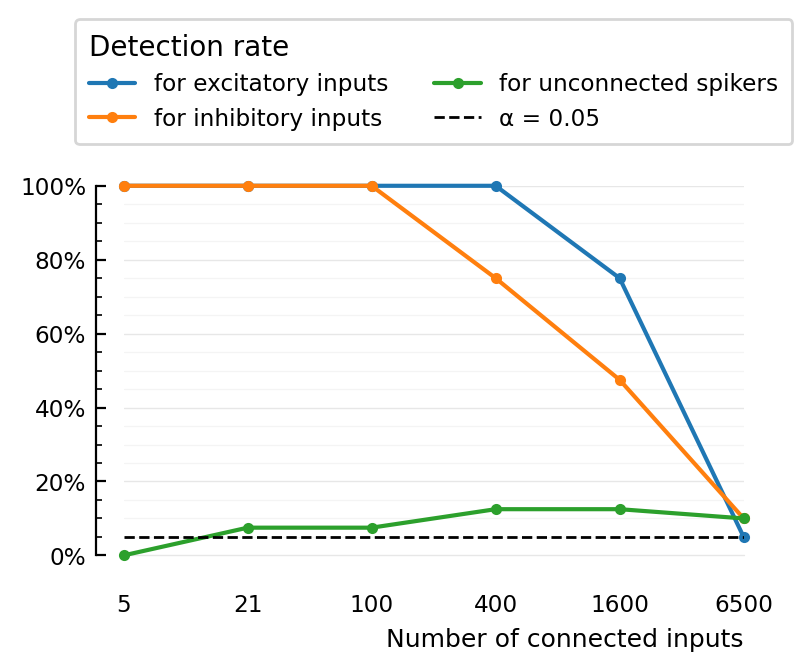 Detection rate
for excitatory inputs
for inhibitory inputs
for unconnected spikers
α = 0.05
100%
80%
60%
40%
20%
0%
5 21 100 400 1600 6500
Number of connected inputs